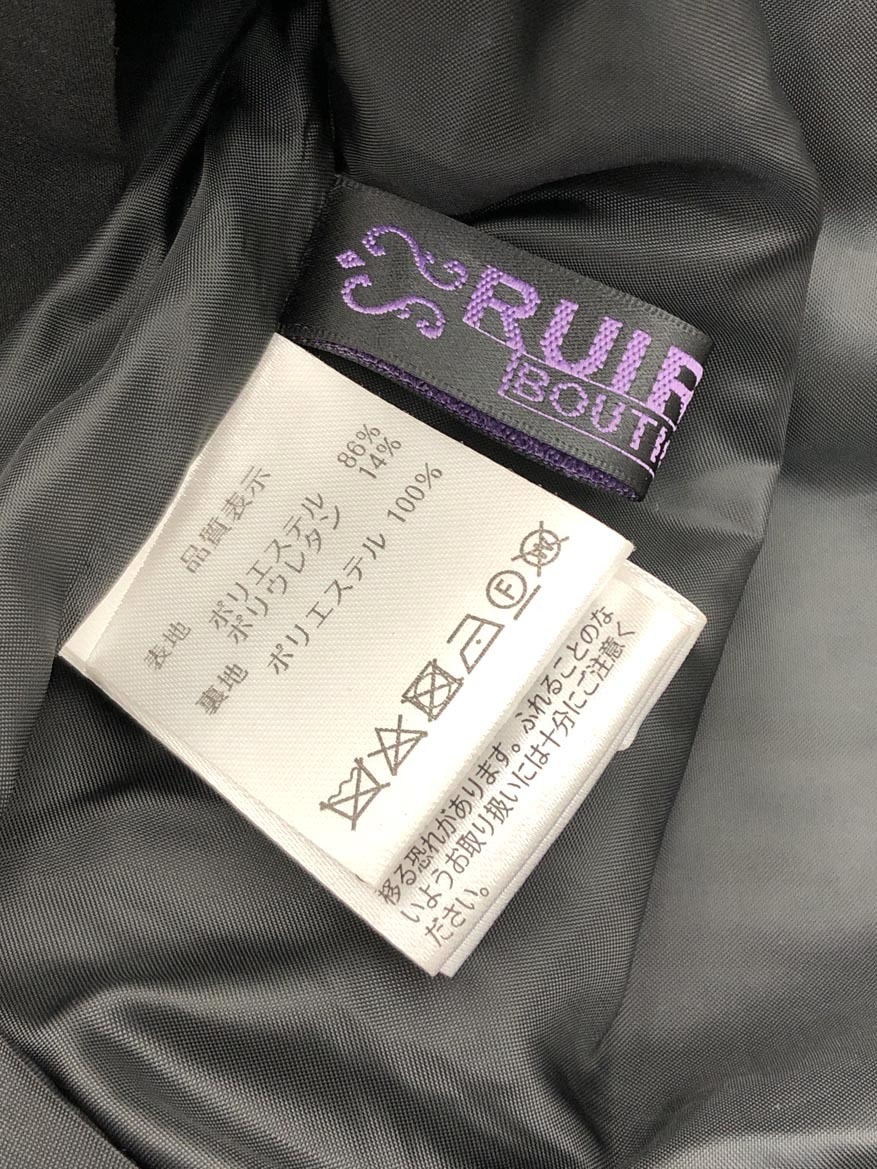 RUIR
BOUTI
品質表示
表地 ポリエステル 86%
ポリウレタン 14%
裏地 ポリエステル 100%
F
移る恐れがあります。ふれることのな
いようお取り扱いには十分にご注意く
ださい。